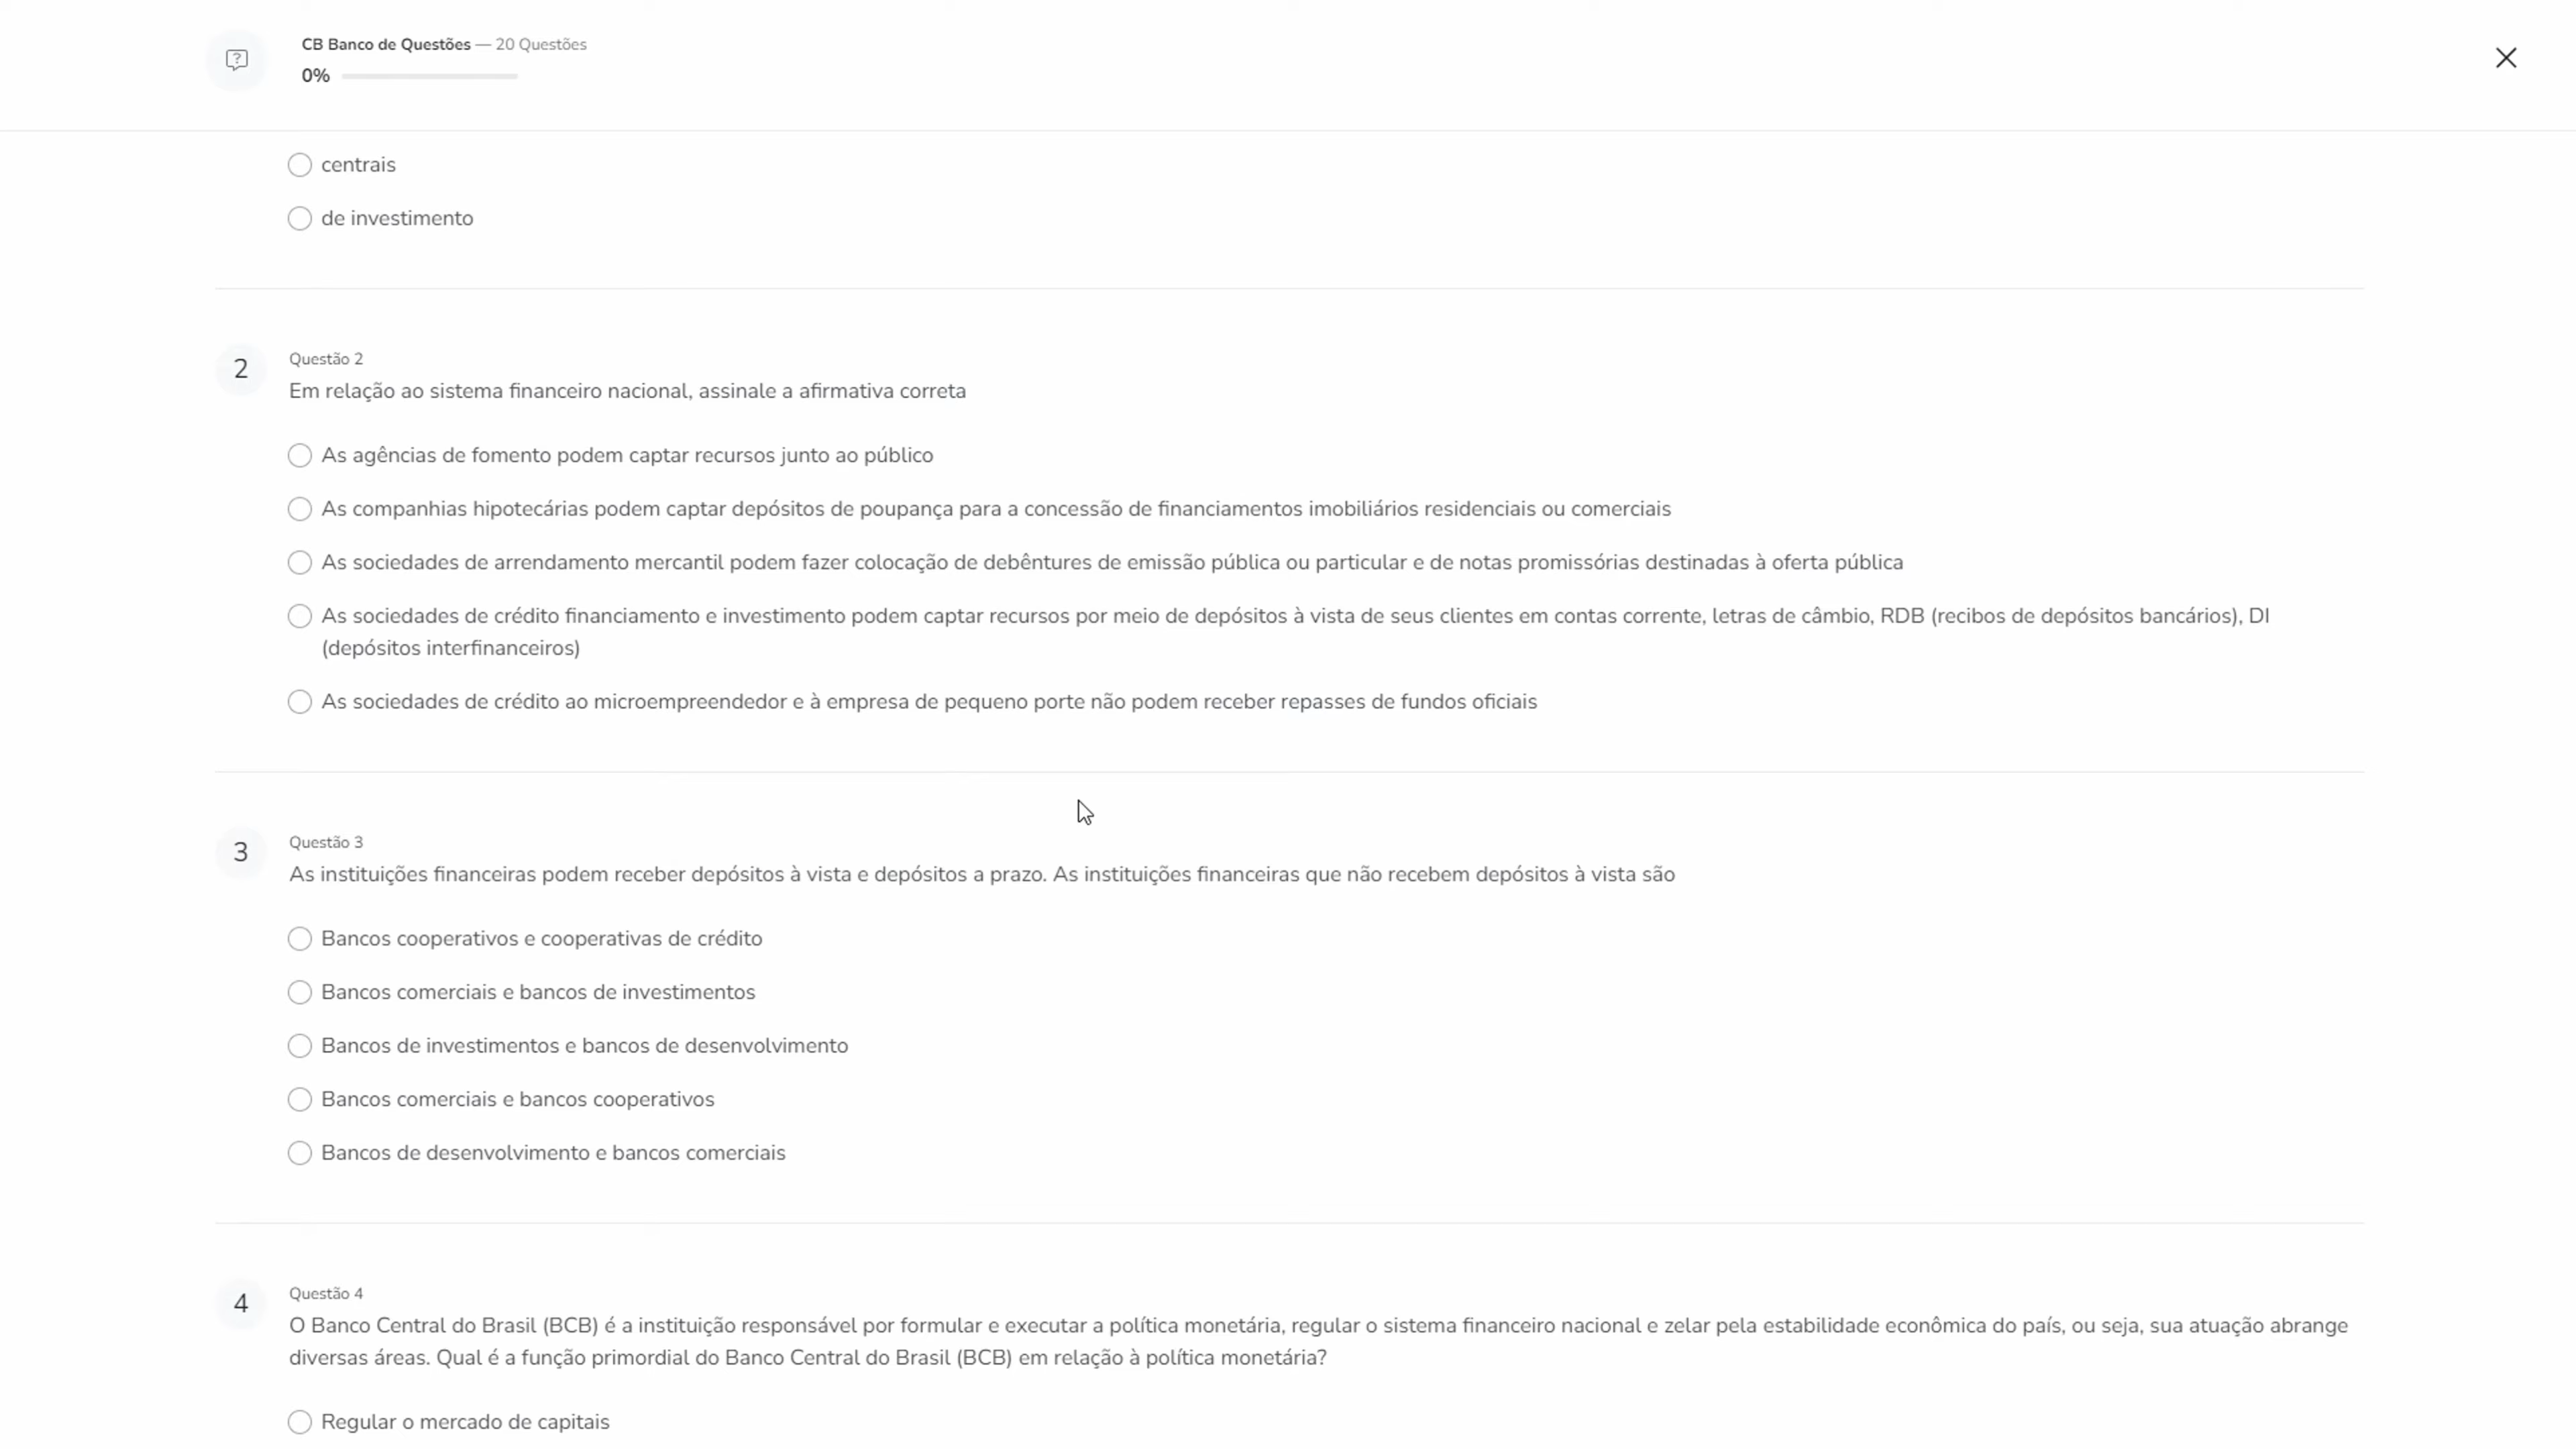 CB Banco de Questões — 20 Questões
0%
centrais
de investimento
2
Questão 2
Em relação ao sistema financeiro nacional, assinale a afirmativa correta
As agências de fomento podem captar recursos junto ao público
As companhias hipotecárias podem captar depósitos de poupança para a concessão de financiamentos imobiliários residenciais ou comerciais
As sociedades de arrendamento mercantil podem fazer colocação de debêntures de emissão pública ou particular e de notas promissórias destinadas à oferta pública
As sociedades de crédito financiamento e investimento podem captar recursos por meio de depósitos à vista de seus clientes em contas corrente, letras de câmbio, RDB (recibos de depósitos bancários), DI
(depósitos interfinanceiros)
As sociedades de crédito ao microempreendedor e à empresa de pequeno porte não podem receber repasses de fundos oficiais
3
Questão 3
As instituições financeiras podem receber depósitos à vista e depósitos a prazo. As instituições financeiras que não recebem depósitos à vista são
Bancos cooperativos e cooperativas de crédito
Bancos comerciais e bancos de investimentos
Bancos de investimentos e bancos de desenvolvimento
Bancos comerciais e bancos cooperativos
Bancos de desenvolvimento e bancos comerciais
4
Questão 4
O Banco Central do Brasil (BCB) é a instituição responsável por formular e executar a política monetária, regular o sistema financeiro nacional e zelar pela estabilidade econômica do país, ou seja, sua atuação abrange
diversas áreas. Qual é a função primordial do Banco Central do Brasil (BCB) em relação à política monetária?
Regular o mercado de capitais